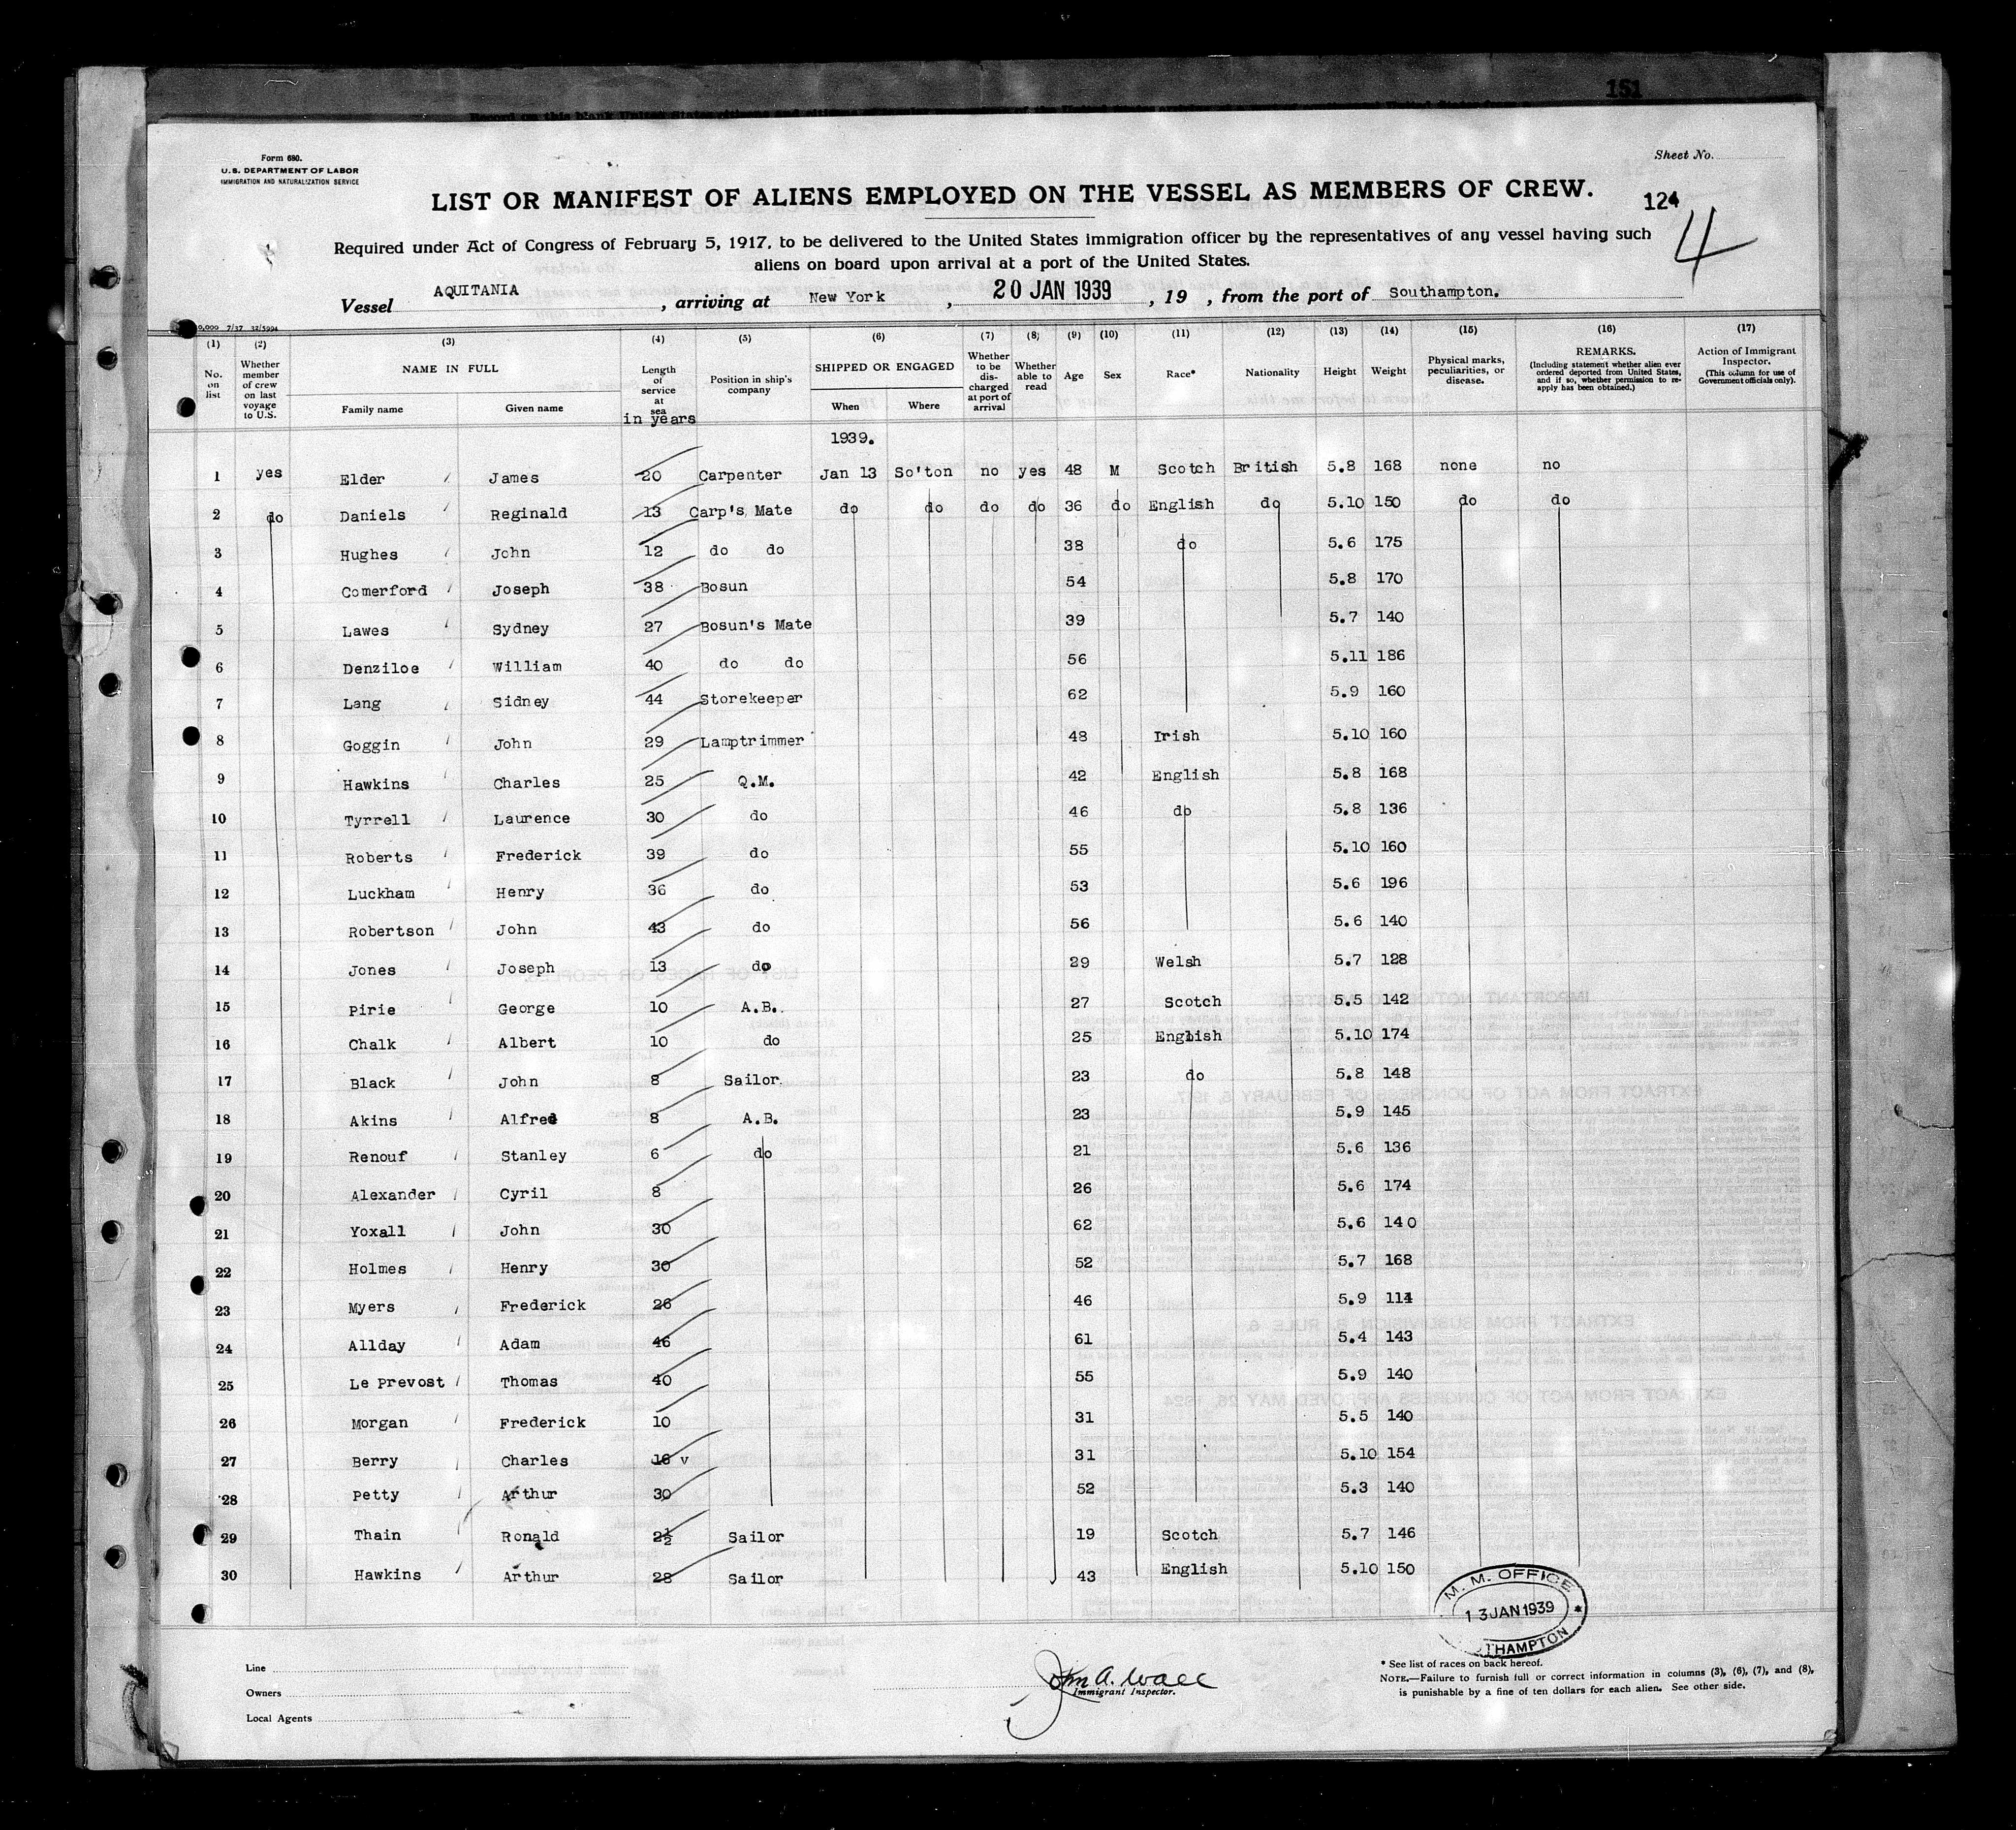 151
Form 680.
U.S. DEPARTMENT OF LABOR
IMMIGRATION AND NATURALIZATION SERVICE
Sheet No.
LIST OR MANIFEST OF ALIENS EMPLOYED ON THE VESSEL AS MEMBERS OF CREW.
124
4
Required under Act of Congress of February 5, 1917, to be delivered to the United States immigration officer by the representatives of any vessel having such
aliens on board upon arrival at a port of the United States.
Vessel AQUITANIA, arriving at New York, 20 JAN 1939, 19 , from the port of Southampton.
(1) (2) (3) (4) (5) (6) (7) (8) (9) (10) (11) (12) (13) (14) (15) (16) (17)
No. on list
Whether member of crew on last voyage to U.S.
NAME IN FULL
Family name Given name
Length of service at sea
in years
Position in ship's company
SHIPPED OR ENGAGED
When Where
Whether to be discharged at port of arrival
Whether able to read
Age Sex Race* Nationality Height Weight
Physical marks, peculiarities, or disease.
REMARKS.
(Including statement whether alien ever ordered deported from United States, and if so, whether permission to reapply has been obtained.)
Action of Immigrant Inspector.
(This column for use of Government officials only).
1939.
1 yes Elder James 20 Carpenter Jan 13 So'ton no yes 48 M Scotch British 5.8 168 none no
2 do Daniels Reginald 13 Carp's Mate do do do do 36 do English do 5.10 150 do do
3 Hughes John 12 do do 38 do 5.6 175
4 Comerford Joseph 38 Bosun 54 5.8 170
5 Lawes Sydney 27 Bosun's Mate 39 5.7 140
6 Denziloe William 40 do do 56 5.11 186
7 Lang Sidney 44 Storekeeper 62 5.9 160
8 Goggin John 29 Lamptrimmer 48 Irish 5.10 160
9 Hawkins Charles 25 Q.M. 42 English 5.8 168
10 Tyrrell Laurence 30 do 46 do 5.8 136
11 Roberts Frederick 39 do 55 5.10 160
12 Luckham Henry 36 do 53 5.6 196
13 Robertson John 43 do 56 5.6 140
14 Jones Joseph 13 do 29 Welsh 5.7 128
15 Pirie George 10 A.B. 27 Scotch 5.5 142
16 Chalk Albert 10 do 25 English 5.10 174
17 Black John 8 Sailor. 23 do 5.8 148
18 Akins Alfred 8 A.B. 23 5.9 145
19 Renouf Stanley 6 do 21 5.6 136
20 Alexander Cyril 8 26 5.6 174
21 Yoxall John 30 62 5.6 140
22 Holmes Henry 30 52 5.7 168
23 Myers Frederick 26 46 5.9 114
24 Allday Adam 46 61 5.4 143
25 Le Prevost Thomas 40 55 5.9 140
26 Morgan Frederick 10 31 5.5 140
27 Berry Charles 16 v 31 5.10 154
28 Petty Arthur 30 52 5.3 140
29 Thain Ronald 2½ Sailor 19 Scotch 5.7 146
30 Hawkins Arthur 28 Sailor 43 English 5.10 150
M. M. OFFICE
13 JAN 1939
THAMPTON
Line
Owners
Local Agents
John A. Wall
Immigrant Inspector.
* See list of races on back hereof.
NOTE.—Failure to furnish full or correct information in columns (3), (6), (7), and (8),
is punishable by a fine of ten dollars for each alien. See other side.